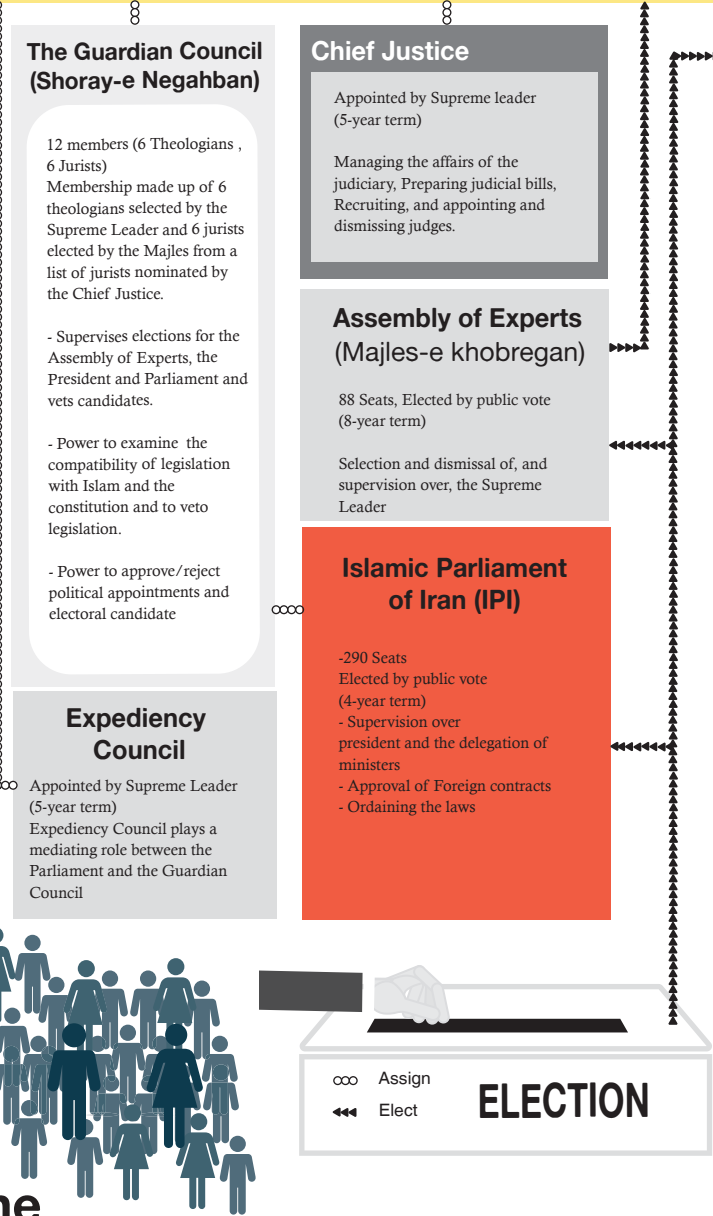 The Guardian Council
(Shoray-e Negahban)
12 members (6 Theologians ,
6 Jurists)
Membership made up of 6
theologians selected by the
Supreme Leader and 6 jurists
elected by the Majles from a
list of jurists nominated by
the Chief Justice.
- Supervises elections for the
Assembly of Experts, the
President and Parliament and
vets candidates.
- Power to examine the
compatibility of legislation
with Islam and the
constitution and to veto
legislation.
- Power to approve/reject
political appointments and
electoral candidate
Expediency
Council
Appointed by Supreme Leader
(5-year term)
Expediency Council plays a
mediating role between the
Parliament and the Guardian
Council
Chief Justice
Appointed by Supreme leader
(5-year term)
Managing the affairs of the
judiciary, Preparing judicial bills,
Recruiting, and appointing and
dismissing judges.
Assembly of Experts
(Majles-e khobregan)
88 Seats, Elected by public vote
(8-year term)
Selection and dismissal of, and
supervision over, the Supreme
Leader
Islamic Parliament
of Iran (IPI)
-290 Seats
Elected by public vote
(4-year term)
- Supervision over
president and the delegation of
ministers
- Approval of Foreign contracts
- Ordaining the laws
Assign
Elect
ELECTION